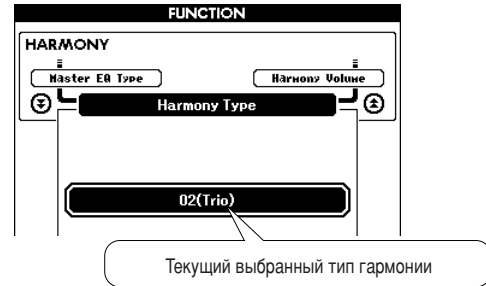 FUNCTION
HARMONY
Master EQ Type
Harmony Volume
Harmony Type
02(Trio)
Текущий выбранный тип гармонии